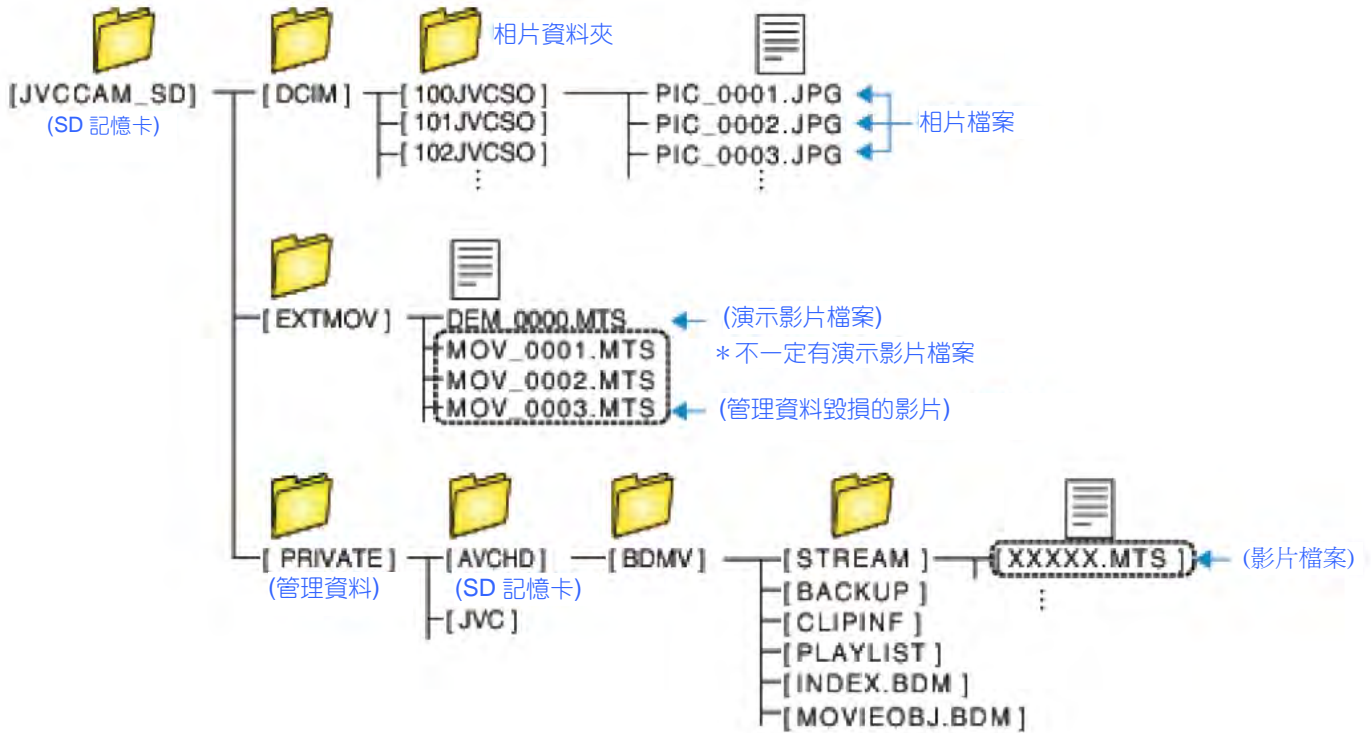 相片資料夾
[JVCCAM_SD]
(SD 記憶卡)
[DCIM]
[100JVCSO]
[101JVCSO]
[102JVCSO]
⋮
PIC_0001.JPG
PIC_0002.JPG
PIC_0003.JPG
⋮
相片檔案
[EXTMOV]
DEM_0000.MTS
(演示影片檔案)
MOV_0001.MTS
＊不一定有演示影片檔案
MOV_0002.MTS
MOV_0003.MTS
(管理資料毀損的影片)
[PRIVATE]
(管理資料)
[AVCHD]
(SD 記憶卡)
[JVC]
[BDMV]
[STREAM]
[BACKUP]
[CLIPINF]
[PLAYLIST]
[INDEX.BDM]
[MOVIEOBJ.BDM]
[XXXXX.MTS]
⋮
(影片檔案)